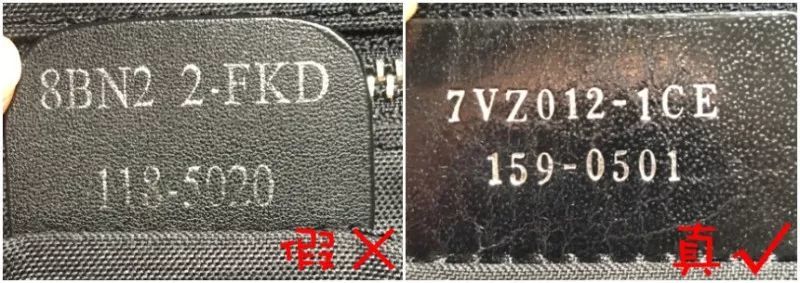 8BN2 2-FKD
118-5020
假×
7VZ012-1CE
159-0501
真✓